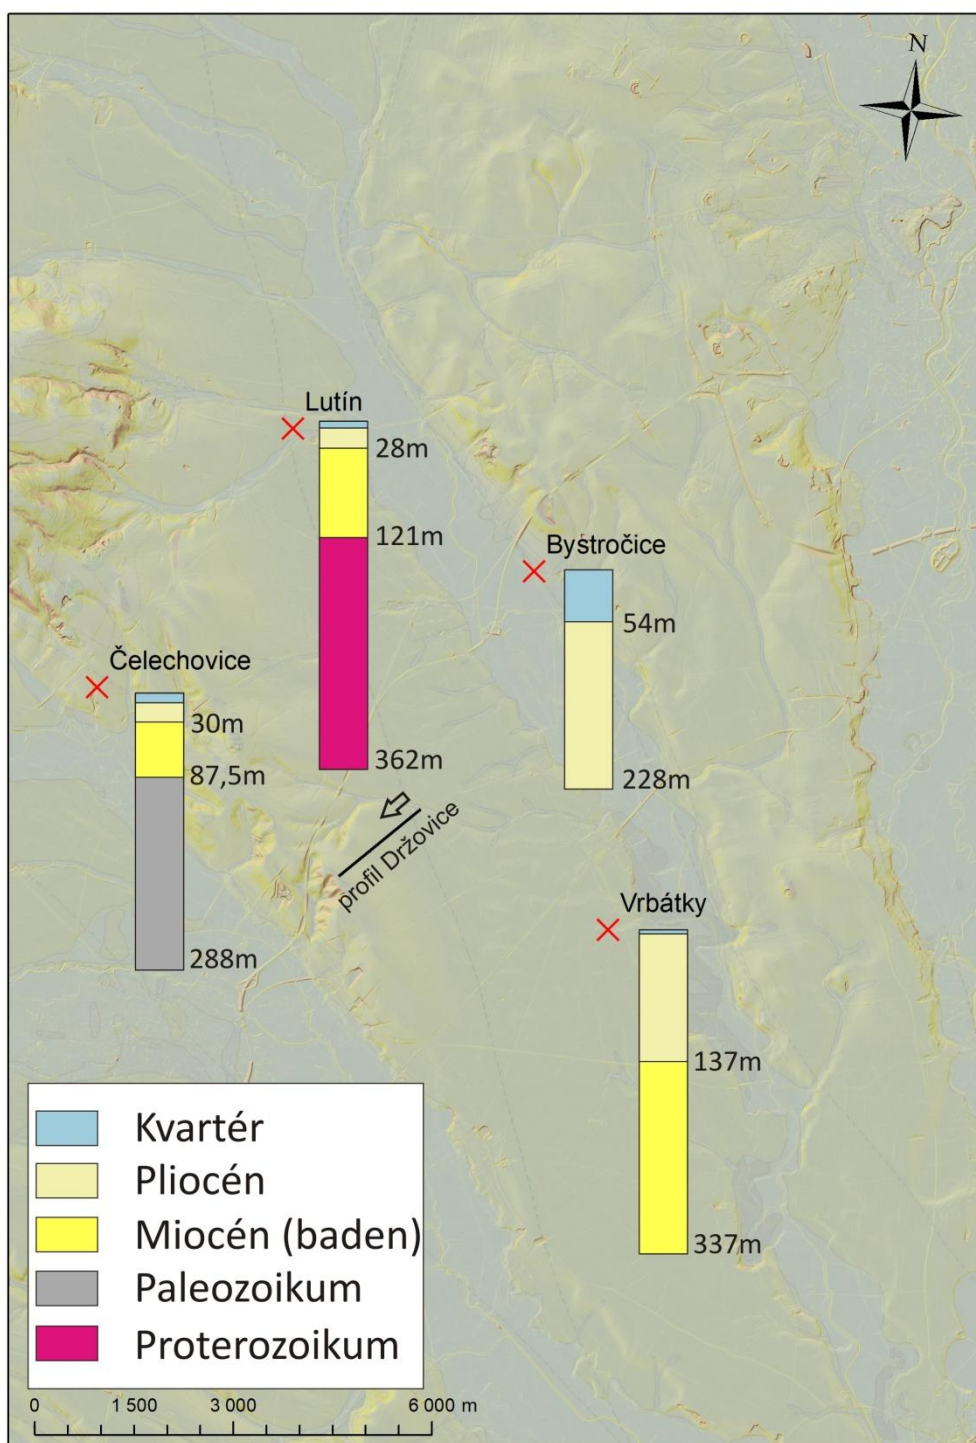 N
Lutín
28m
121m
362m
Bystročice
54m
228m
Čelechovice
30m
87,5m
288m
profil Držovice
Vrbátky
137m
337m
Kvartér
Pliocén
Miocén (baden)
Paleozoikum
Proterozoikum
0 1 500 3 000 6 000 m